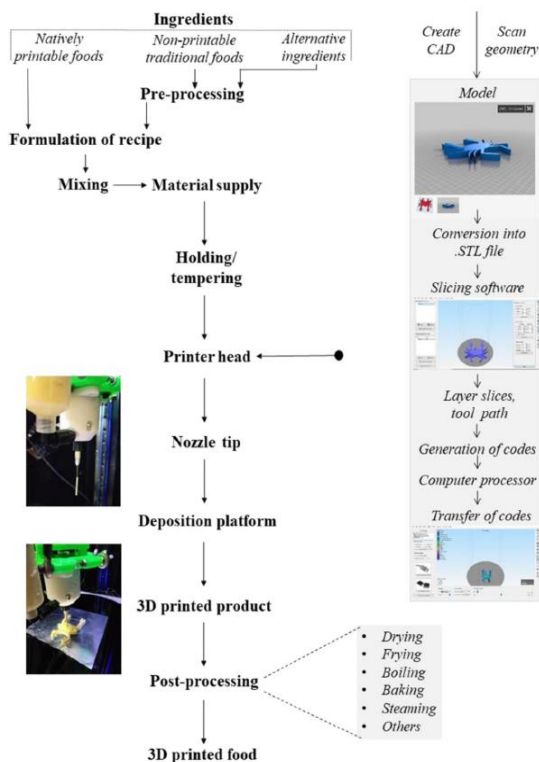 Ingredients
Natively
printable foods
Non-printable
traditional foods
Alternative
ingredients
Pre-processing
Formulation of recipe
Mixing
Material supply
Holding/
tempering
Printer head
Nozzle tip
Deposition platform
3D printed product
Post-processing
• Drying
• Frying
• Boiling
• Baking
• Steaming
• Others
3D printed food
Create
CAD
Scan
geometry
Model
Conversion into
.STL file
Slicing software
Layer slices,
tool path
Generation of codes
Computer processor
Transfer of codes